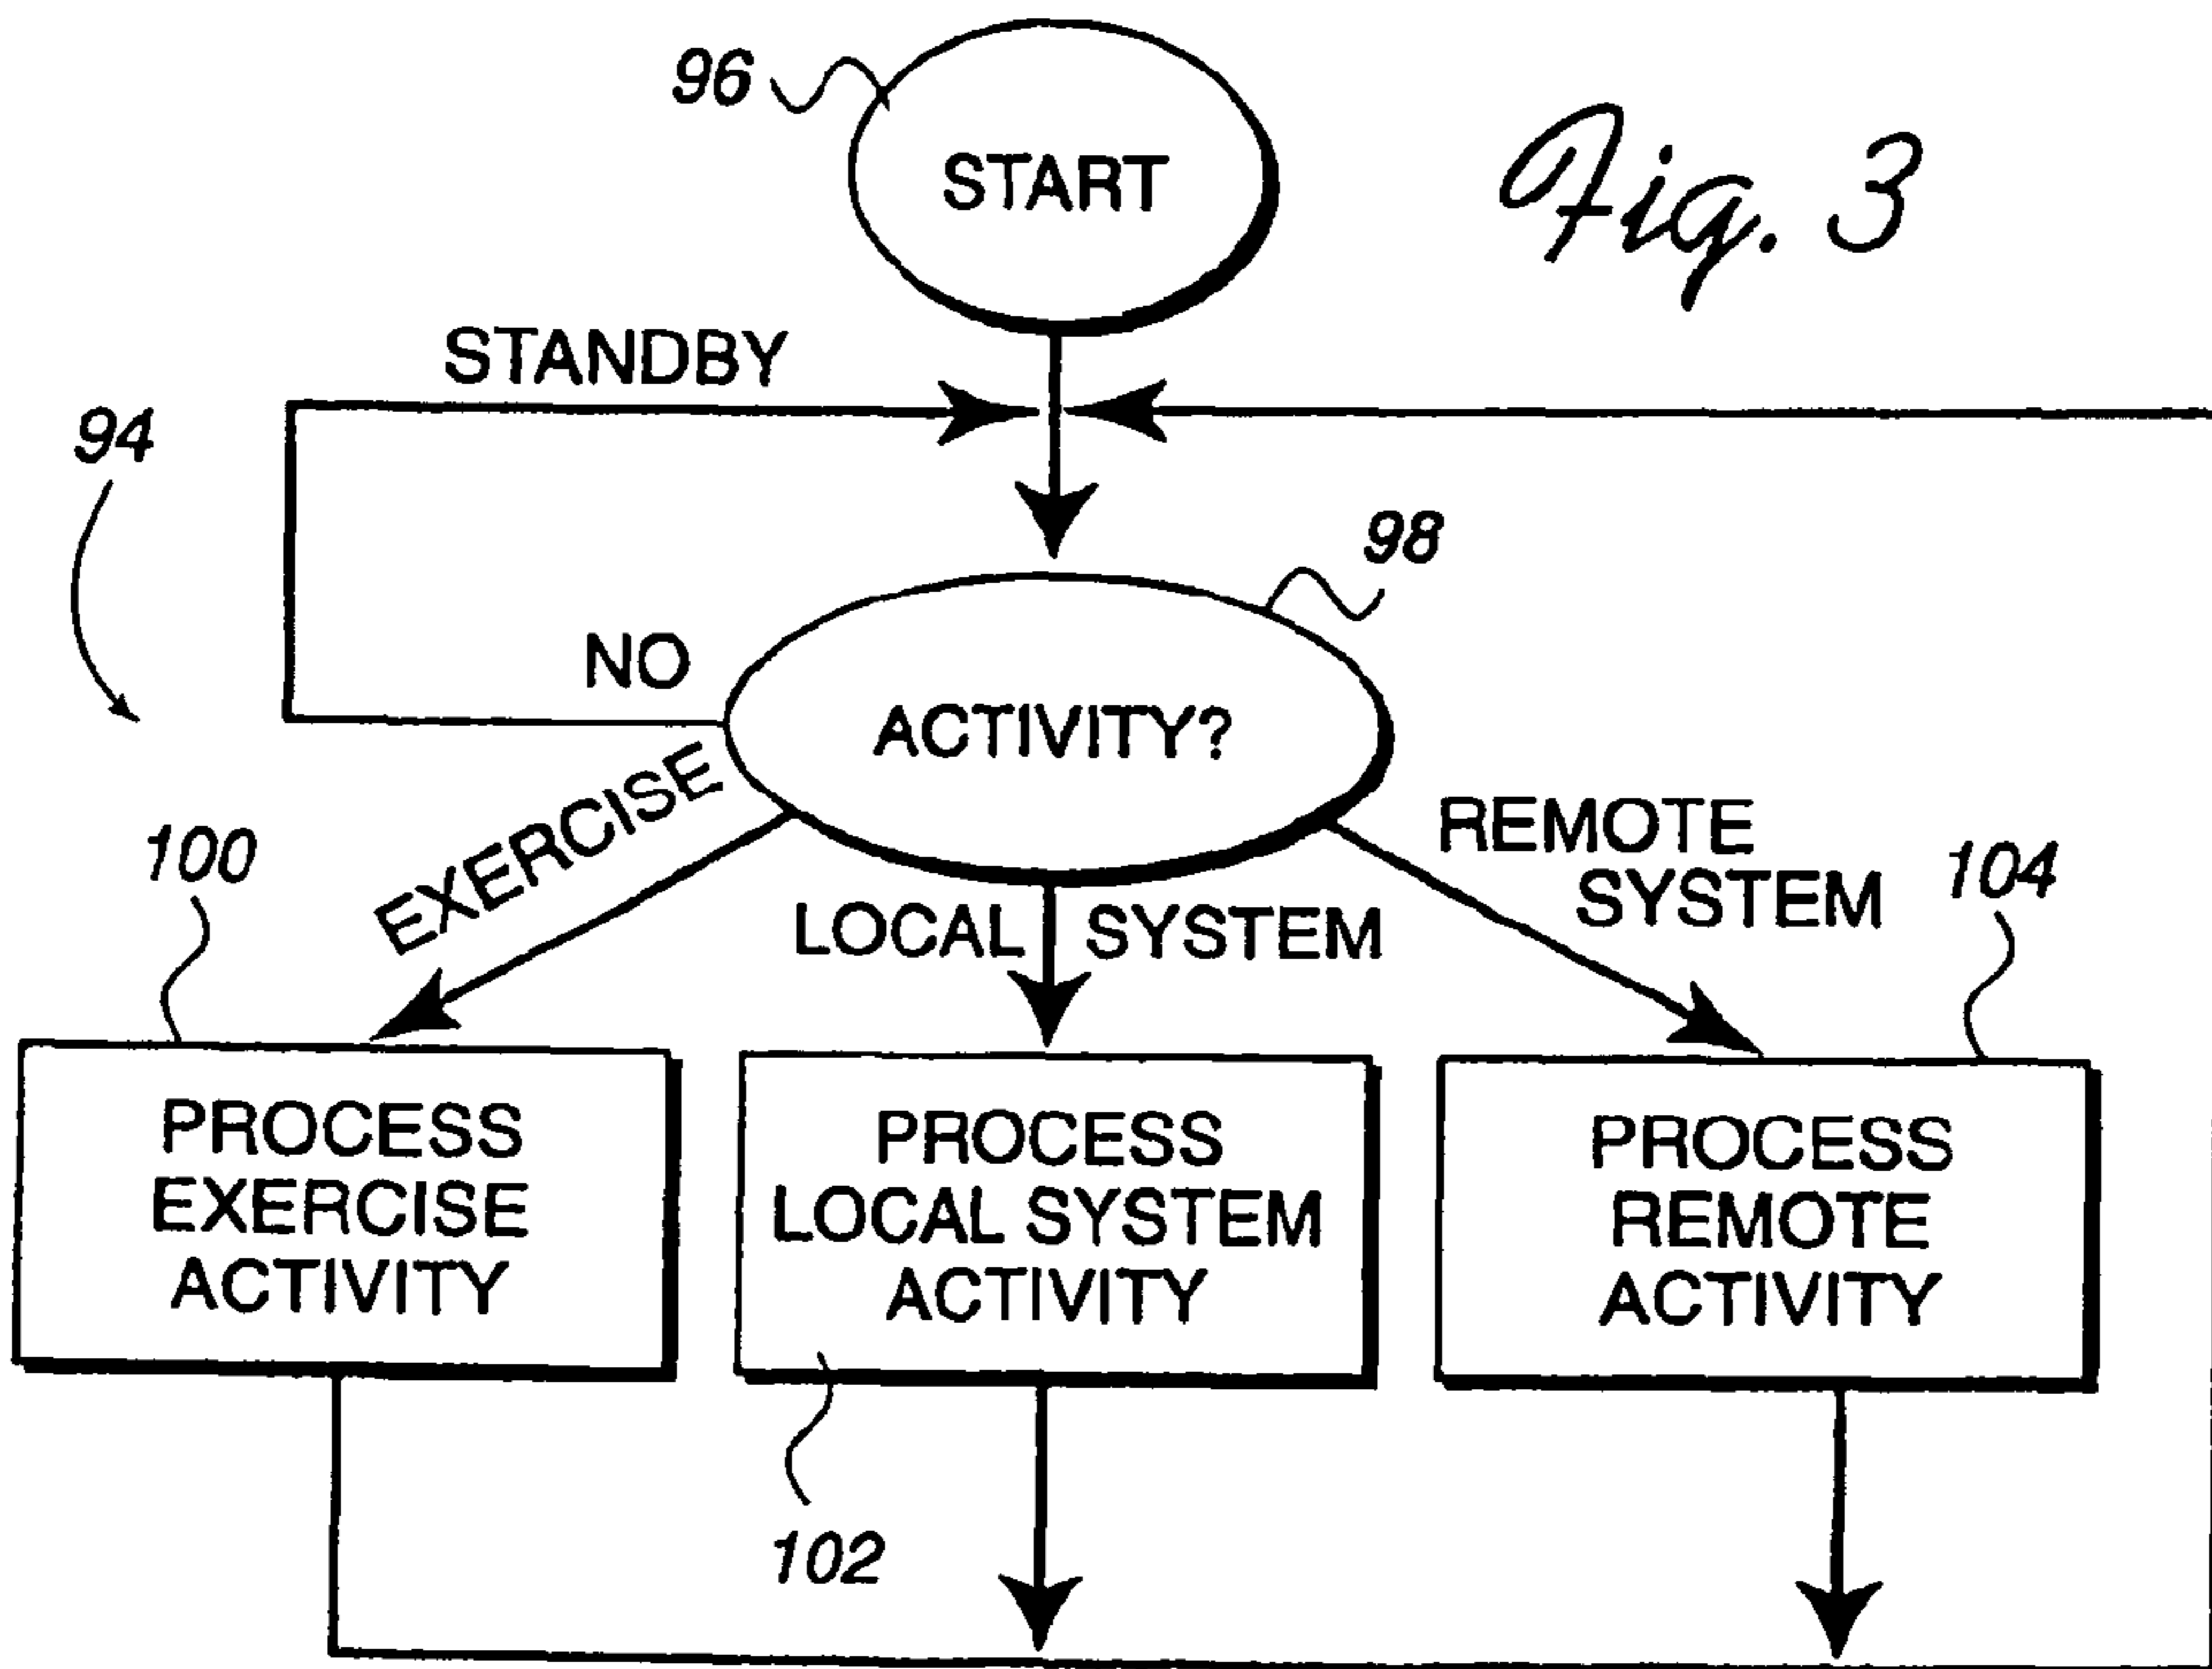 96
START
Fig. 3
STANDBY
94
98
NO
ACTIVITY?
EXERCISE
REMOTE
SYSTEM
100
104
LOCAL SYSTEM
PROCESS
EXERCISE
ACTIVITY
PROCESS
LOCAL SYSTEM
ACTIVITY
PROCESS
REMOTE
ACTIVITY
102